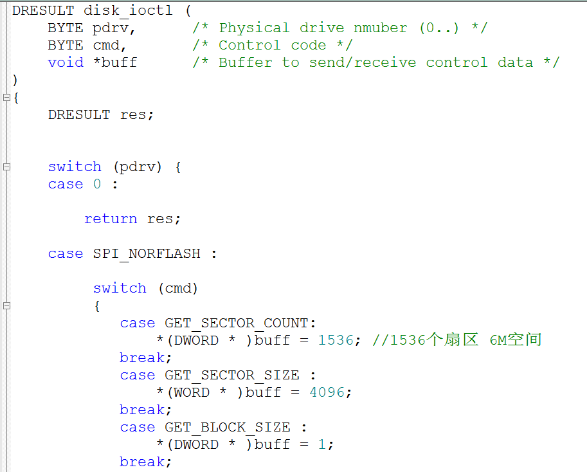 DRESULT disk_ioctl (
BYTE pdrv, /* Physical drive nmuber (0..) */
BYTE cmd, /* Control code */
void *buff /* Buffer to send/receive control data */
)
{
DRESULT res;
switch (pdrv) {
case 0 :
return res;
case SPI_NORFLASH :
switch (cmd)
{
case GET_SECTOR_COUNT:
*(DWORD * )buff = 1536; //1536个扇区 6M空间
break;
case GET_SECTOR_SIZE :
*(WORD * )buff = 4096;
break;
case GET_BLOCK_SIZE :
*(DWORD * )buff = 1;
break;